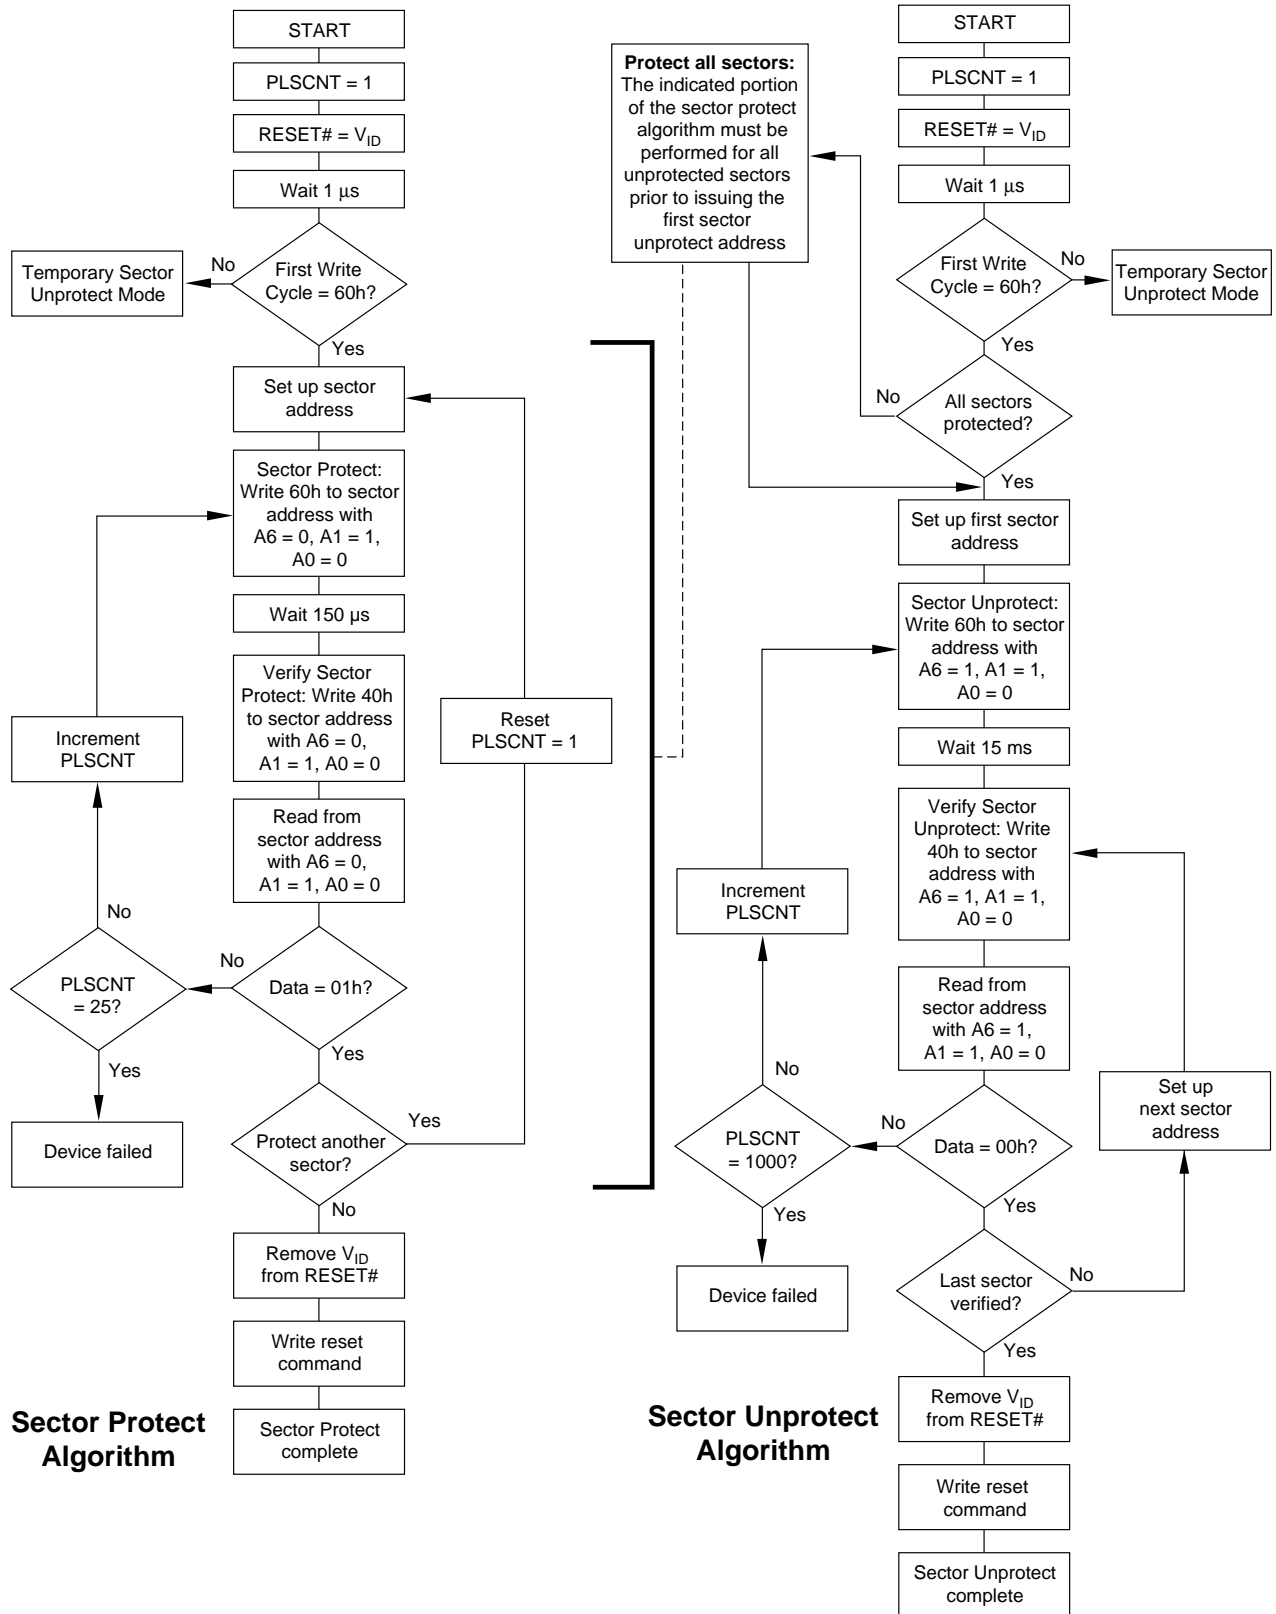 START
PLSCNT = 1
RESET# = VID
Wait 1 μs
First Write
Cycle = 60h?
No
Temporary Sector
Unprotect Mode
Yes
Set up sector
address
Sector Protect:
Write 60h to sector
address with
A6 = 0, A1 = 1,
A0 = 0
Wait 150 µs
Verify Sector
Protect: Write 40h
to sector address
with A6 = 0,
A1 = 1, A0 = 0
Reset
PLSCNT = 1
Increment
PLSCNT
Read from
sector address
with A6 = 0,
A1 = 1, A0 = 0
No
PLSCNT
= 25?
No
Data = 01h?
Yes
Yes
Device failed
Protect another
sector?
Yes
No
Remove VID
from RESET#
Write reset
command
Sector Protect
complete
Sector Protect
Algorithm
Protect all sectors:
The indicated portion
of the sector protect
algorithm must be
performed for all
unprotected sectors
prior to issuing the
first sector
unprotect address
START
PLSCNT = 1
RESET# = VID
Wait 1 μs
First Write
Cycle = 60h?
No
Temporary Sector
Unprotect Mode
Yes
No
All sectors
protected?
Yes
Set up first sector
address
Sector Unprotect:
Write 60h to sector
address with
A6 = 1, A1 = 1,
A0 = 0
Wait 15 ms
Verify Sector
Unprotect: Write
40h to sector
address with
A6 = 1, A1 = 1,
A0 = 0
Increment
PLSCNT
Read from
sector address
with A6 = 1,
A1 = 1, A0 = 0
No
Set up
next sector
address
PLSCNT
= 1000?
No
Data = 00h?
Yes
Yes
Device failed
Last sector
verified?
No
Yes
Remove VID
from RESET#
Write reset
command
Sector Unprotect
complete
Sector Unprotect
Algorithm